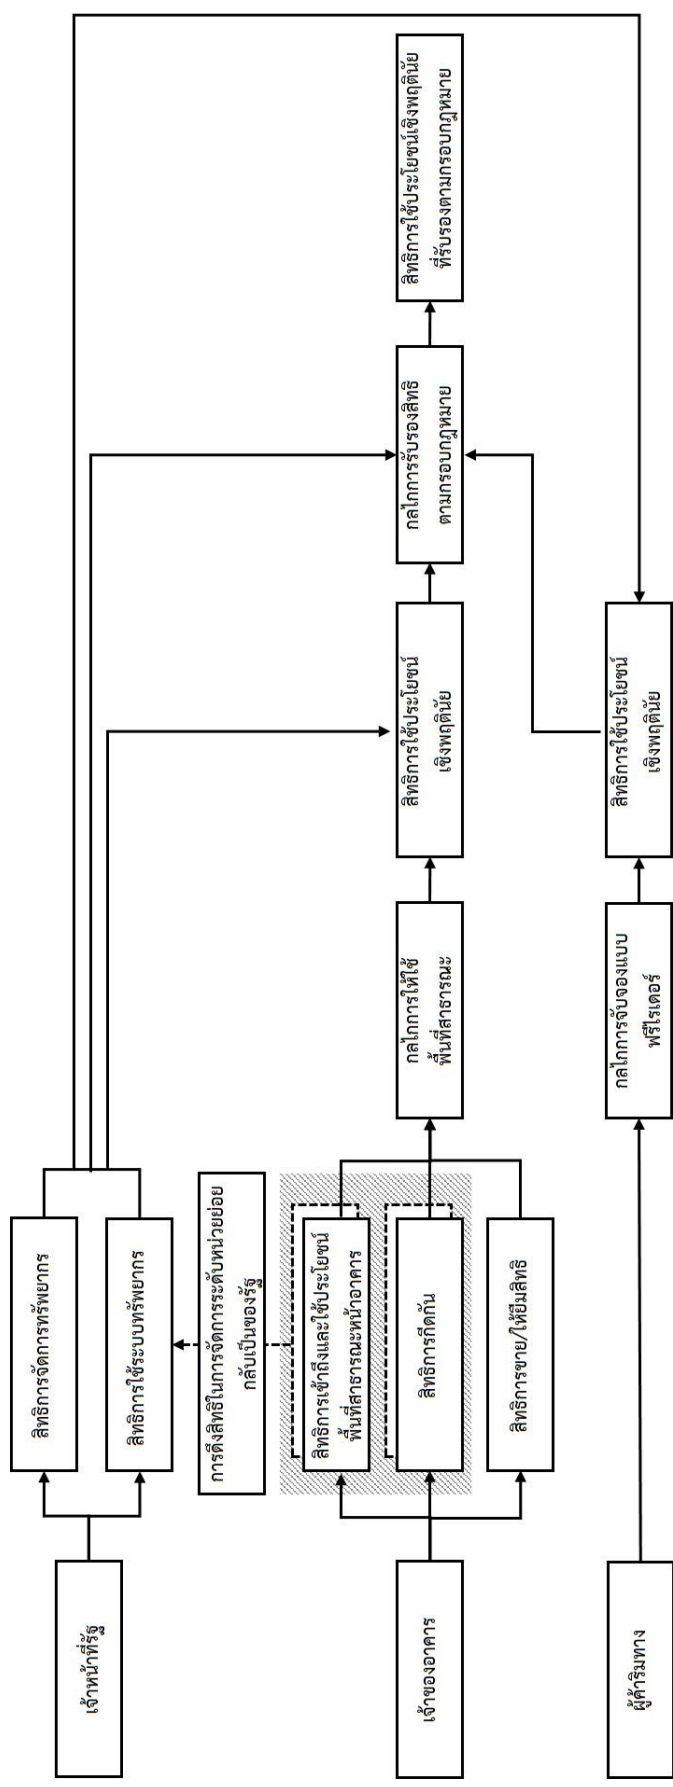 เจ้าหน้าที่รัฐ
สิทธิการจัดการทรัพยากร
สิทธิการใช้ระบบทรัพยากร
การดึงสิทธิในการจัดการระดับหน่วยย่อย
กลับเป็นของรัฐ
เจ้าของอาคาร
สิทธิการเข้าถึงและใช้ประโยชน์
พื้นที่สาธารณะหน้าอาคาร
สิทธิการกีดกัน
สิทธิการขาย/ให้ยืมสิทธิ
กลไกการให้ใช้
พื้นที่สาธารณะ
สิทธิการใช้ประโยชน์
เชิงพฤตินัย
กลไกการรับรองสิทธิ
ตามกรอบกฎหมาย
สิทธิการใช้ประโยชน์เชิงพฤตินัย
ที่รับรองตามกรอบกฎหมาย
ผู้ค้าริมทาง
กลไกการจับจองแบบ
ฟรีไรเดอร์
สิทธิการใช้ประโยชน์
เชิงพฤตินัย